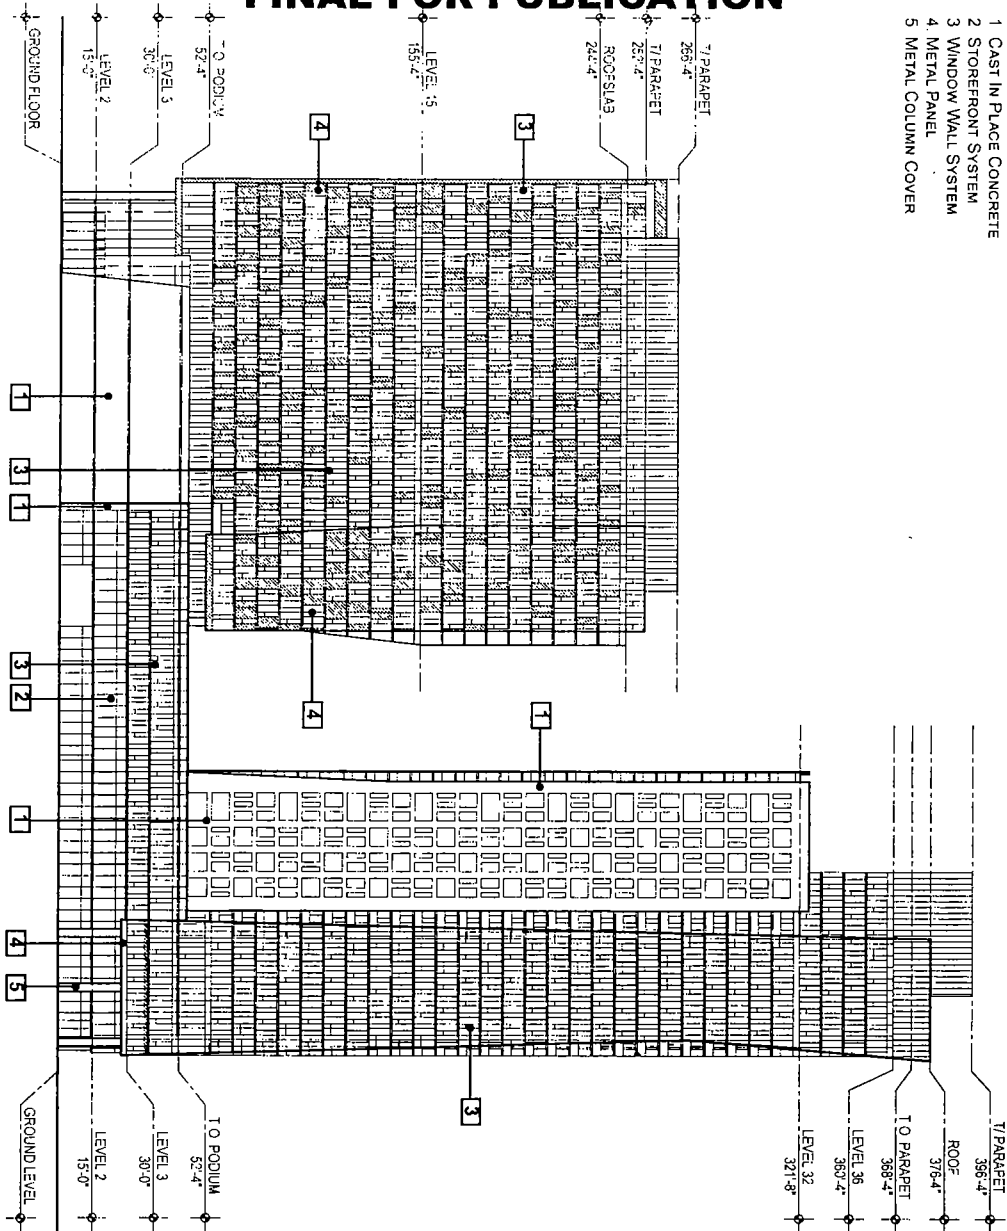 FINAL FOR PUBLICATION
1 CAST IN PLACE CONCRETE
2 STOREFRONT SYSTEM
3 WINDOW WALL SYSTEM
4. METAL PANEL
5 METAL COLUMN COVER
T/PARAPET
266'-4"
T/PARAPET
ROOFSLAB
244'-4"
LEVEL 15
155'-4"
T O PODIUM
52'-4"
LEVEL 3
30'-0"
LEVEL 2
15'-0"
GROUND FLOOR
3
4
1
3
1
3
2
1
4
5
4
1
3
T/PARAPET
396'-4"
ROOF
376-4"
T O PARAPET
368'-4"
LEVEL 36
360'-4"
LEVEL 32
321'-8"
T O PODIUM
52'-4"
LEVEL 3
30'-0"
LEVEL 2
15'-0"
GROUND LEVEL